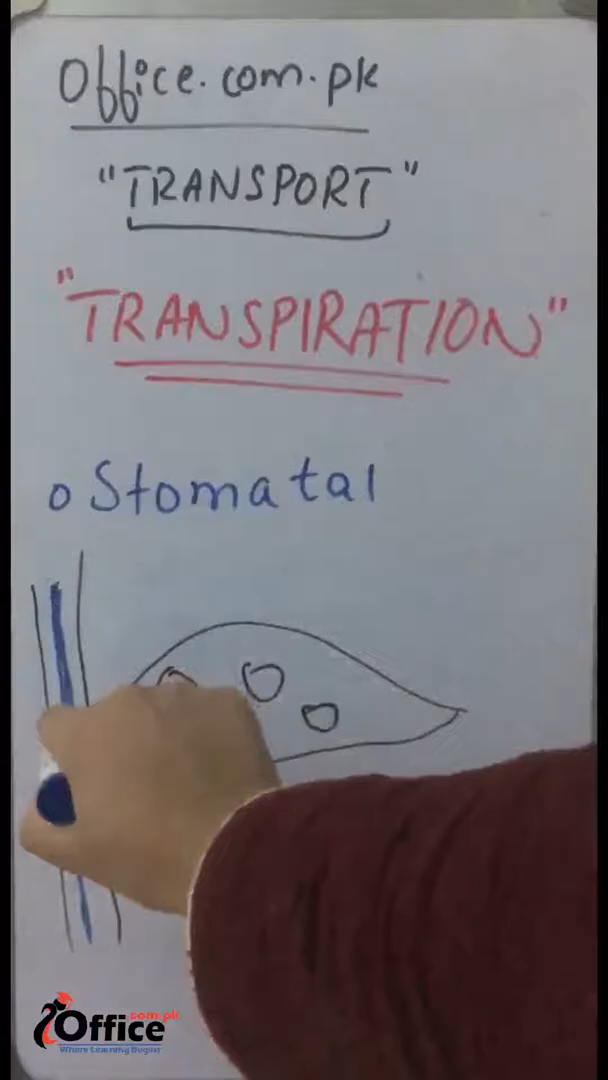 Office.com.pk
"TRANSPORT"
"TRANSPIRATION"
o Stomatal
.com.pk
Office
Where Learning Begins